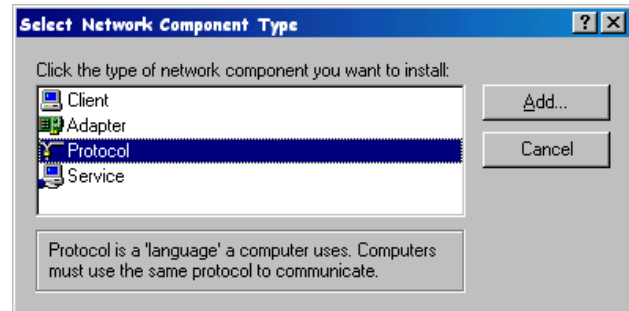 Select Network Component Type
Click the type of network component you want to install:
Client
Adapter
Protocol
Service
Add...
Cancel
Protocol is a 'language' a computer uses. Computers
must use the same protocol to communicate.